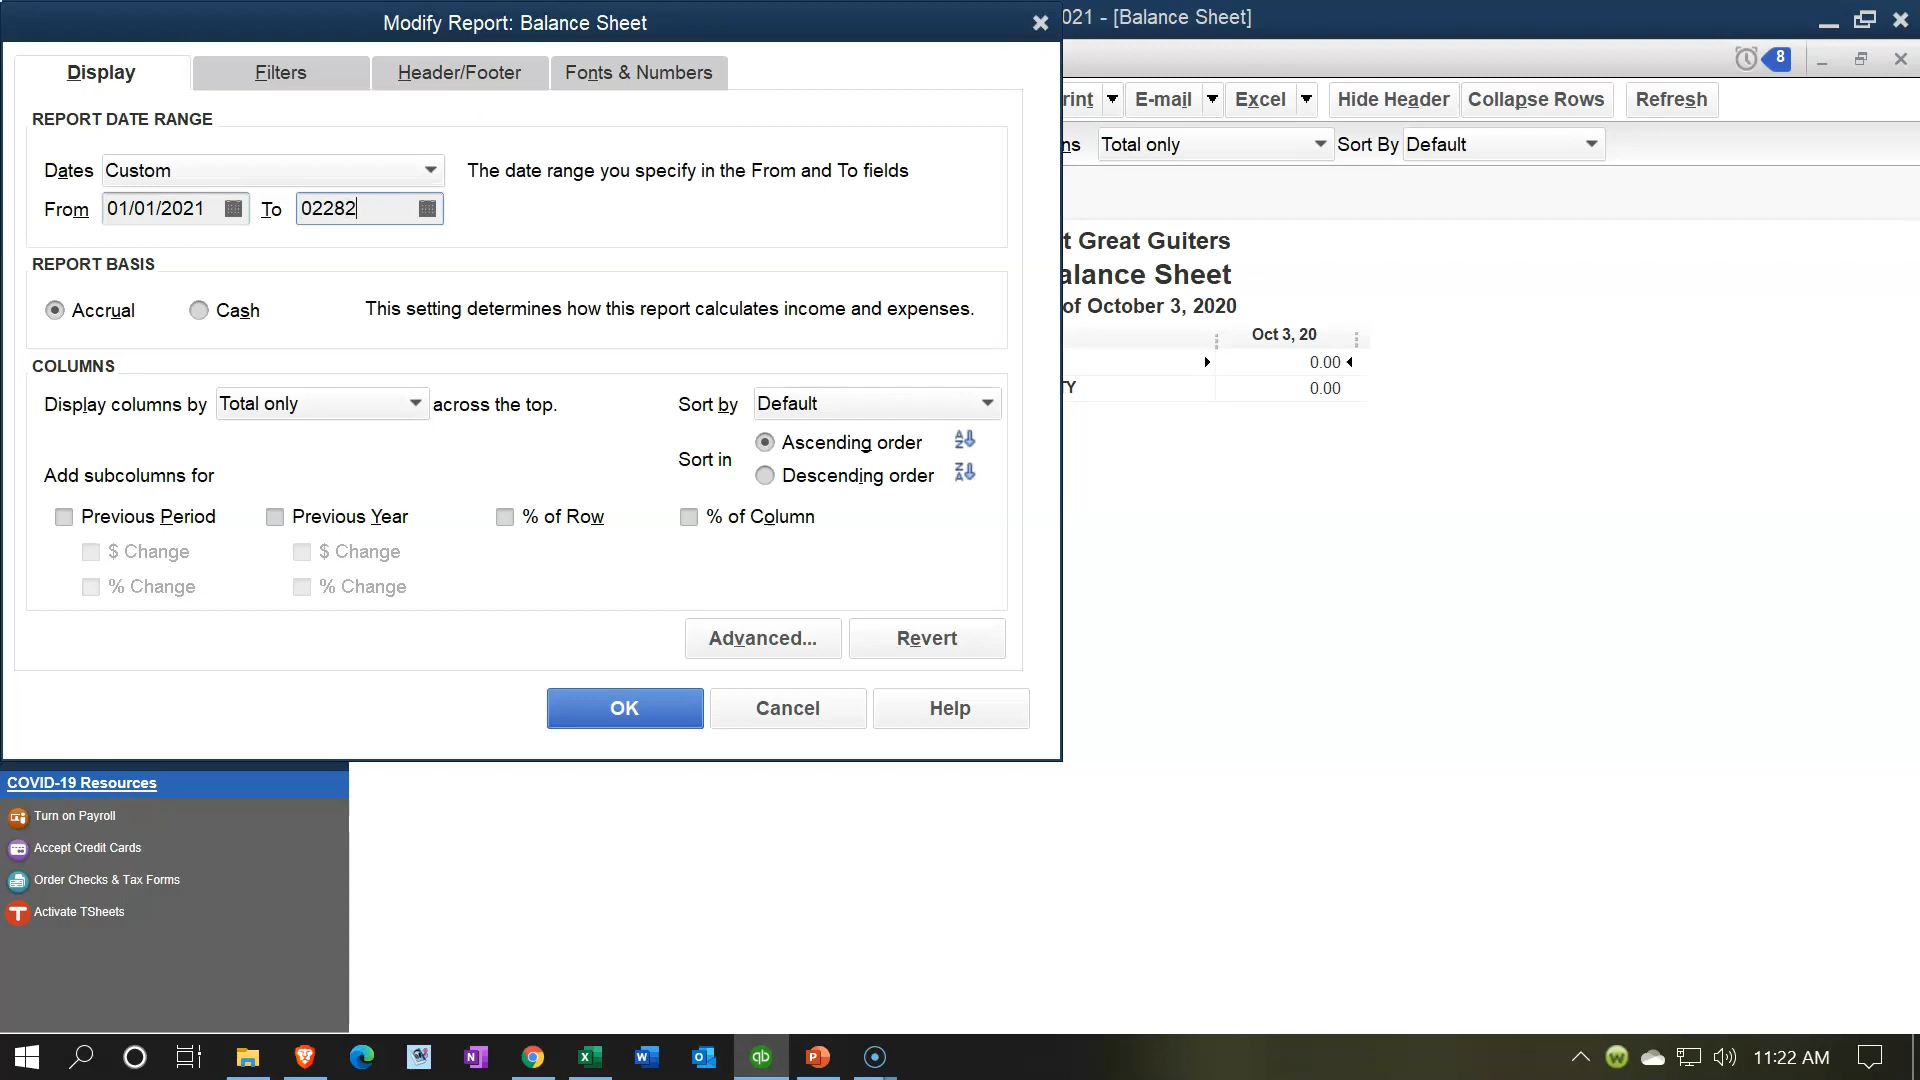 Modify Report: Balance Sheet
021 - [Balance Sheet]
8
Display
Filters
Header/Footer
Fonts & Numbers
rint
E-mail
Excel
Hide Header
Collapse Rows
Refresh
ns
Total only
Sort By
Default
REPORT DATE RANGE
Dates
Custom
The date range you specify in the From and To fields
From
01/01/2021
To
02282
REPORT BASIS
Accrual
Cash
This setting determines how this report calculates income and expenses.
COLUMNS
Display columns by
Total only
across the top.
Sort by
Default
Sort in
Ascending order
Descending order
Add subcolumns for
Previous Period
Previous Year
% of Row
% of Column
$ Change
$ Change
% Change
% Change
Advanced...
Revert
OK
Cancel
Help
t Great Guiters
alance Sheet
of October 3, 2020
Oct 3, 20
0.00
TY
0.00
COVID-19 Resources
Turn on Payroll
Accept Credit Cards
Order Checks & Tax Forms
Activate TSheets
11:22 AM